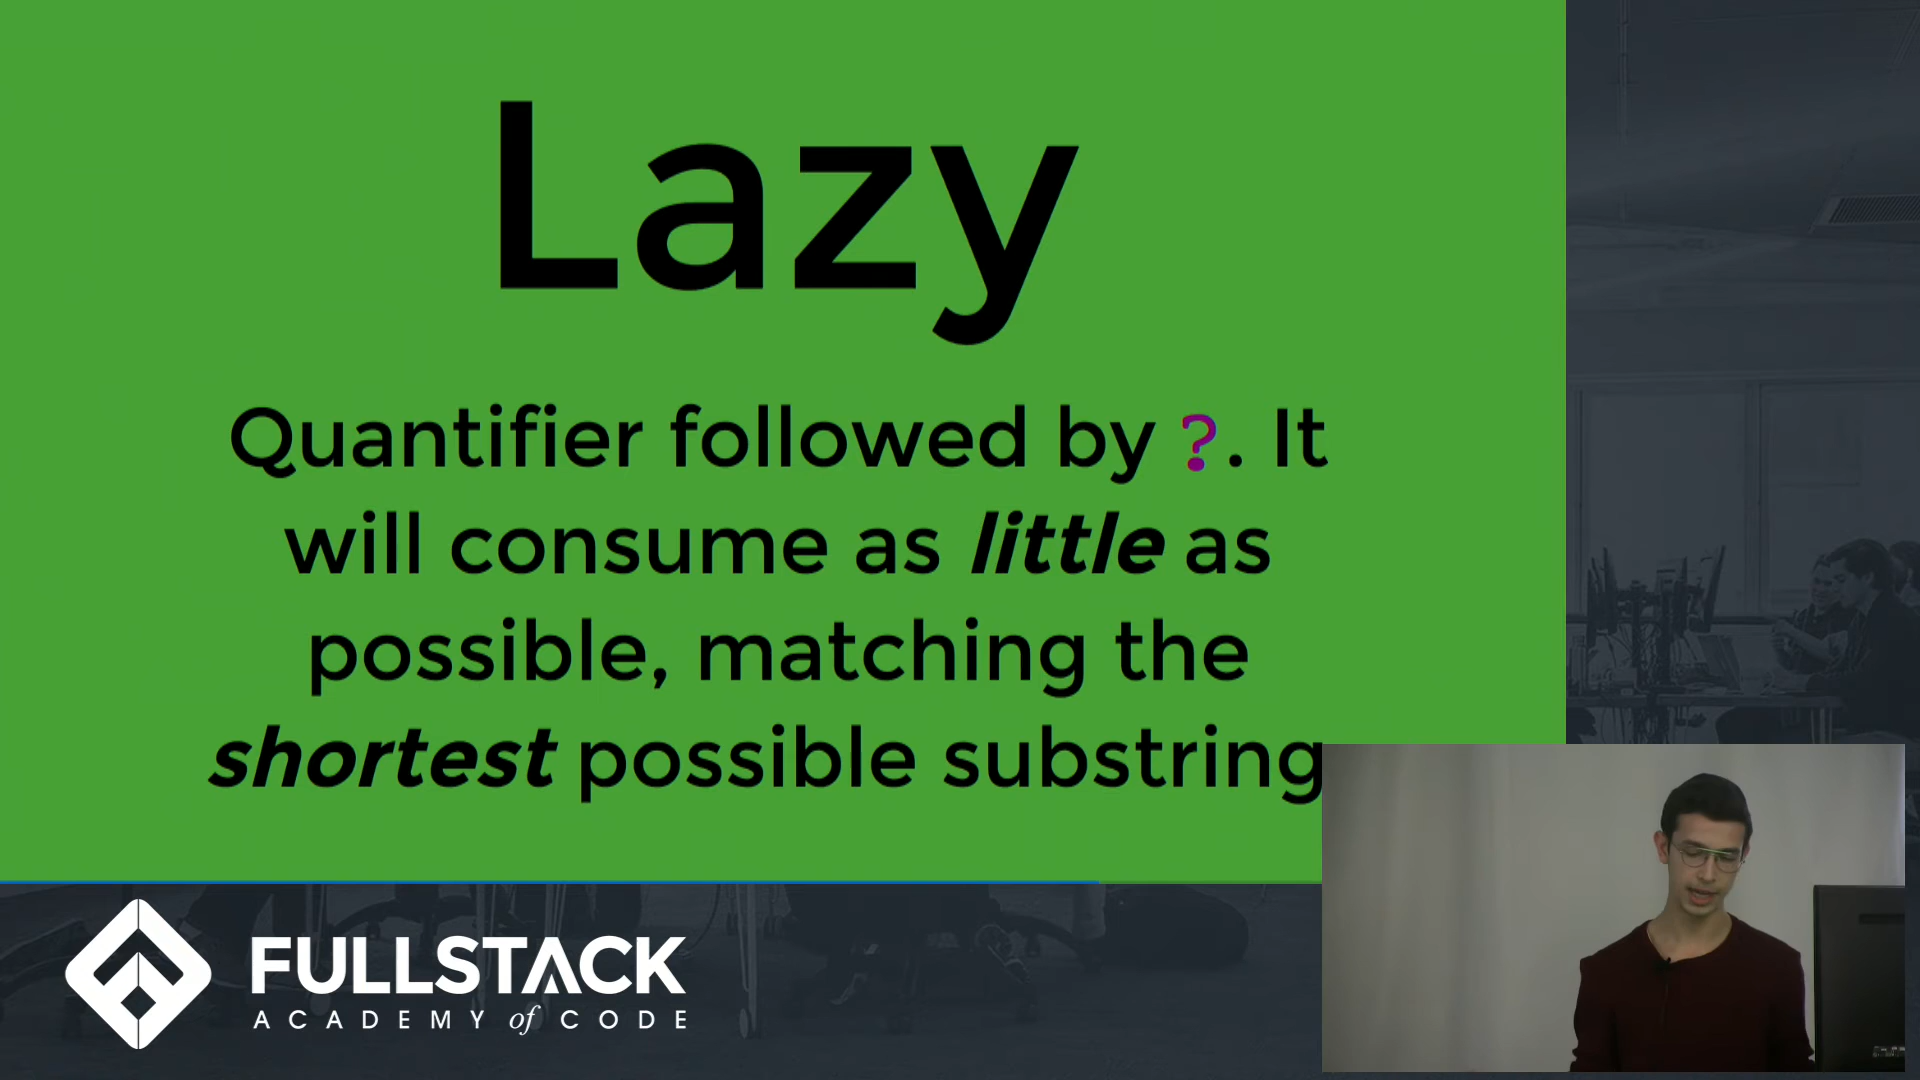 Lazy
Quantifier followed by ?. It
will consume as little as
possible, matching the
shortest possible substring
FULLSTACK
ACADEMY of CODE